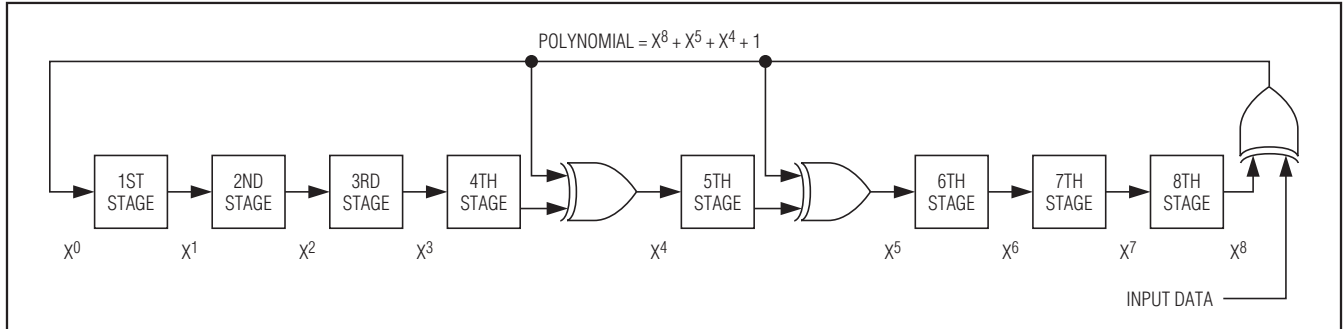 POLYNOMIAL = X⁸ + X⁵ + X⁴ + 1
1ST
STAGE
2ND
STAGE
3RD
STAGE
4TH
STAGE
5TH
STAGE
6TH
STAGE
7TH
STAGE
8TH
STAGE
X⁰
X¹
X²
X³
X⁴
X⁵
X⁶
X⁷
X⁸
INPUT DATA